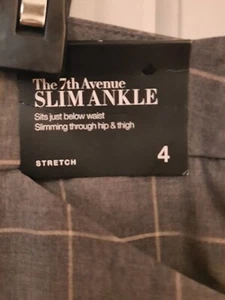 The 7th Avenue
SLIM ANKLE
Sits just below waist
Slimming through hip & thigh
STRETCH 4